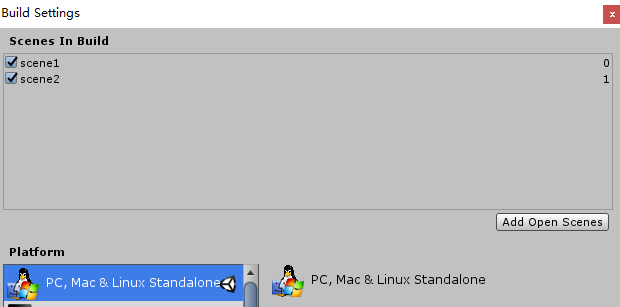 Build Settings
x
Scenes In Build
scene1 0
scene2 1
Add Open Scenes
Platform
PC, Mac & Linux Standalone PC, Mac & Linux Standalone